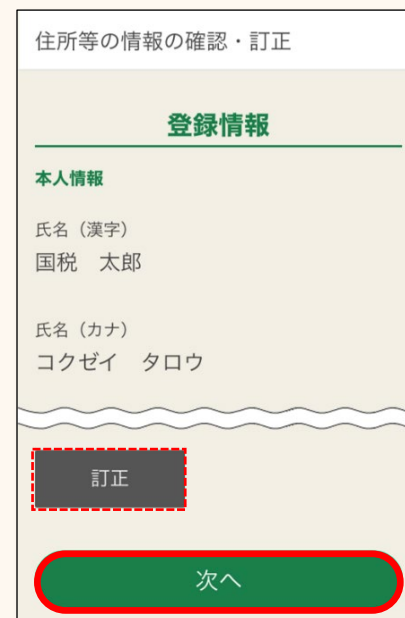 住所等の情報の確認・訂正
登録情報
本人情報
氏名（漢字）
国税　太郎
氏名（カナ）
コクゼイ　タロウ
訂正
次へ